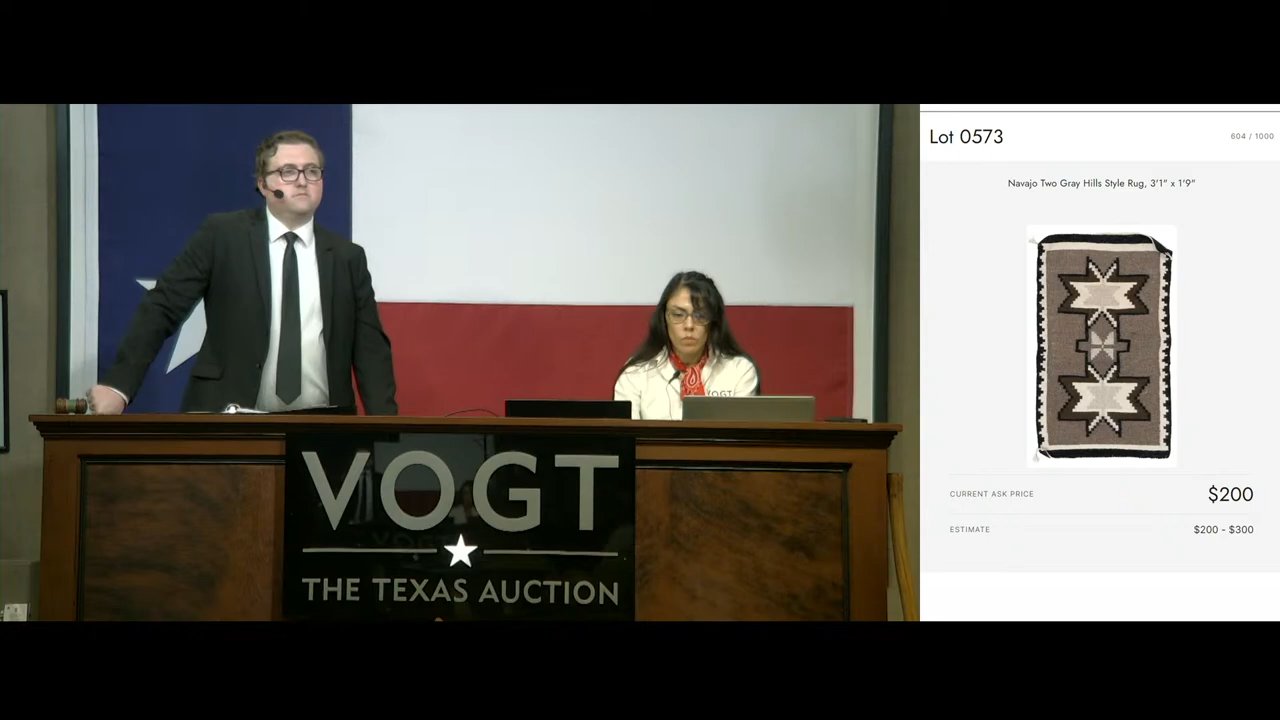 Lot 0573
604 / 1000
Navajo Two Gray Hills Style Rug, 3'1" x 1'9"
CURRENT ASK PRICE
$200
ESTIMATE
$200 - $300
VOGT
VOGT
THE TEXAS AUCTION